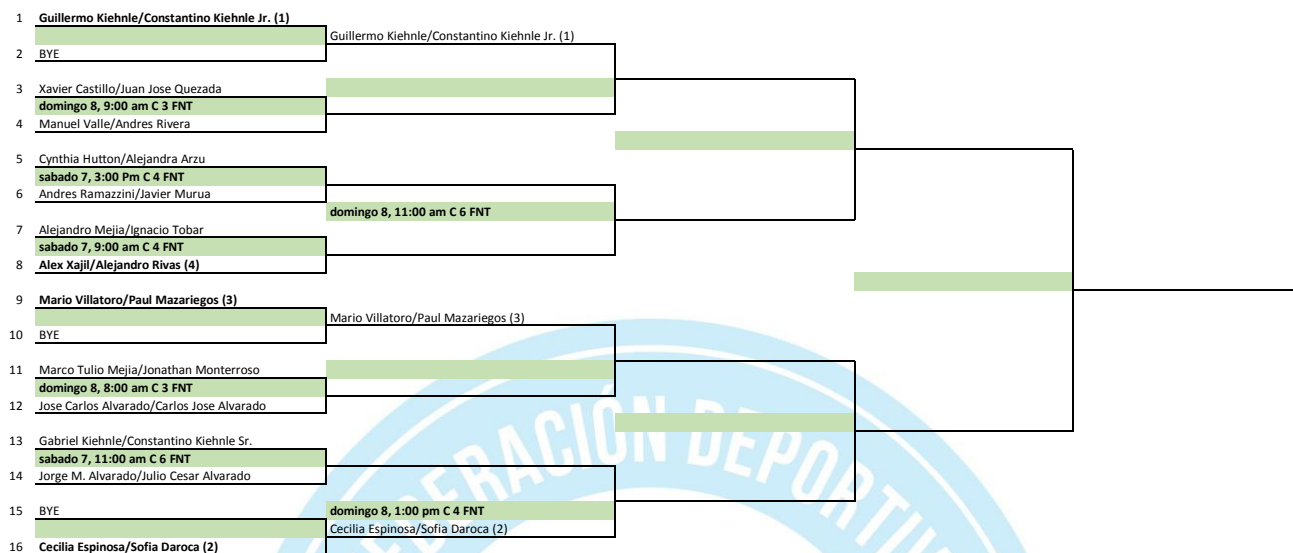 1 Guillermo Kiehnle/Constantino Kiehnle Jr. (1)
Guillermo Kiehnle/Constantino Kiehnle Jr. (1)
2 BYE
3 Xavier Castillo/Juan Jose Quezada
domingo 8, 9:00 am C 3 FNT
4 Manuel Valle/Andres Rivera
5 Cynthia Hutton/Alejandra Arzu
sabado 7, 3:00 Pm C 4 FNT
6 Andres Ramazzini/Javier Murua
domingo 8, 11:00 am C 6 FNT
7 Alejandro Mejia/Ignacio Tobar
sabado 7, 9:00 am C 4 FNT
8 Alex Xajil/Alejandro Rivas (4)
9 Mario Villatoro/Paul Mazariegos (3)
Mario Villatoro/Paul Mazariegos (3)
10 BYE
11 Marco Tulio Mejia/Jonathan Monterroso
domingo 8, 8:00 am C 3 FNT
12 Jose Carlos Alvarado/Carlos Jose Alvarado
13 Gabriel Kiehnle/Constantino Kiehnle Sr.
sabado 7, 11:00 am C 6 FNT
14 Jorge M. Alvarado/Julio Cesar Alvarado
15 BYE
domingo 8, 1:00 pm C 4 FNT
Cecilia Espinosa/Sofia Daroca (2)
16 Cecilia Espinosa/Sofia Daroca (2)